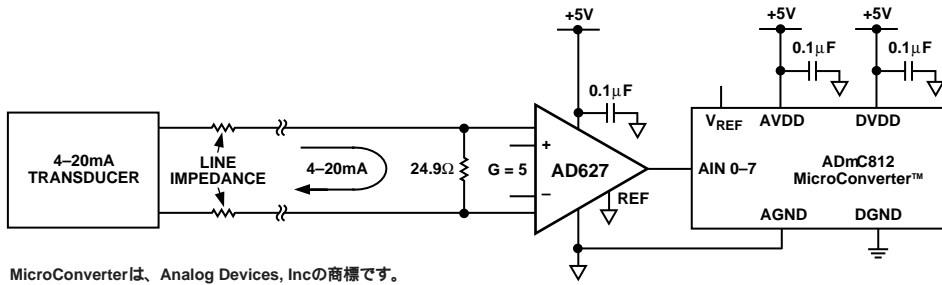 +5V
+5V
+5V
0.1μF
0.1μF
0.1μF
4–20mA
TRANSDUCER
LINE
IMPEDANCE
4–20mA
24.9Ω
G = 5
+
–
AD627
REF
VREF
AVDD
DVDD
AIN 0–7
ADmC812
MicroConverter™
AGND
DGND
MicroConverterは、Analog Devices, Incの商標です。